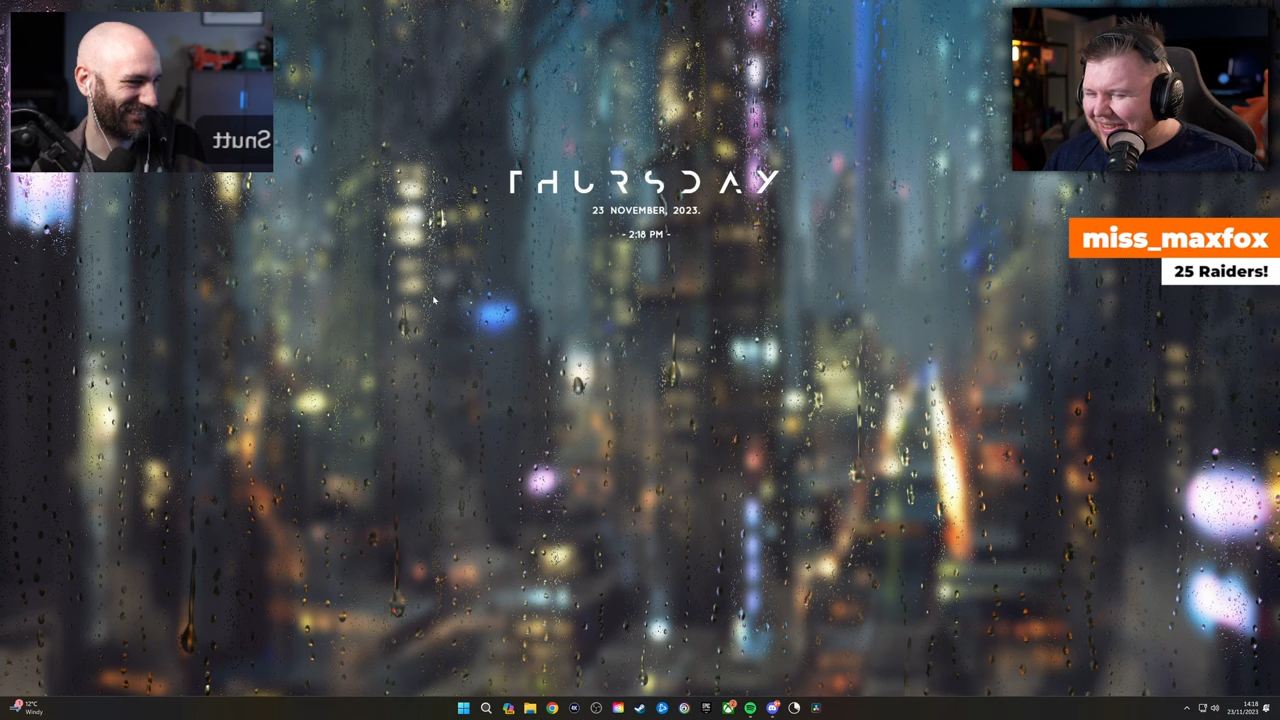 Snutt
THURSDAY
23 NOVEMBER, 2023.
- 2:18 PM -
miss_maxfox
25 Raiders!
12°C
Windy
14:18
23/11/2023